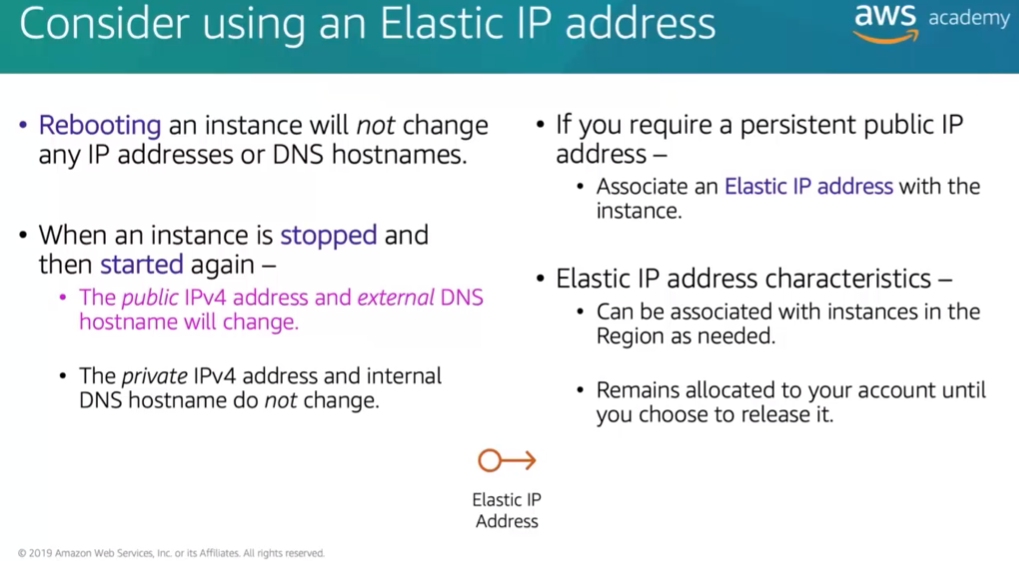 Consider using an Elastic IP address
aws academy
• Rebooting an instance will not change
any IP addresses or DNS hostnames.
• When an instance is stopped and
then started again –
• The public IPv4 address and external DNS
hostname will change.
• The private IPv4 address and internal
DNS hostname do not change.
• If you require a persistent public IP
address –
• Associate an Elastic IP address with the
instance.
• Elastic IP address characteristics –
• Can be associated with instances in the
Region as needed.
• Remains allocated to your account until
you choose to release it.
Elastic IP
Address
© 2019 Amazon Web Services, Inc. or its Affiliates. All rights reserved.